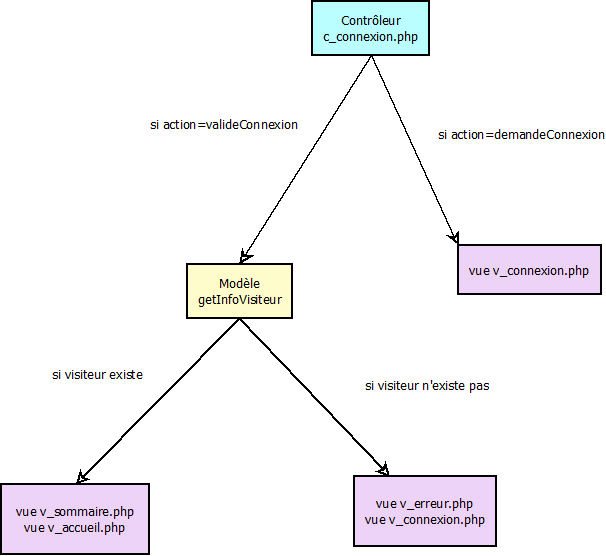 Contrôleur
c_connexion.php
si action=valideConnexion
si action=demandeConnexion
vue v_connexion.php
Modèle
getInfoVisiteur
si visiteur existe
si visiteur n'existe pas
vue v_sommaire.php
vue v_accueil.php
vue v_erreur.php
vue v_connexion.php